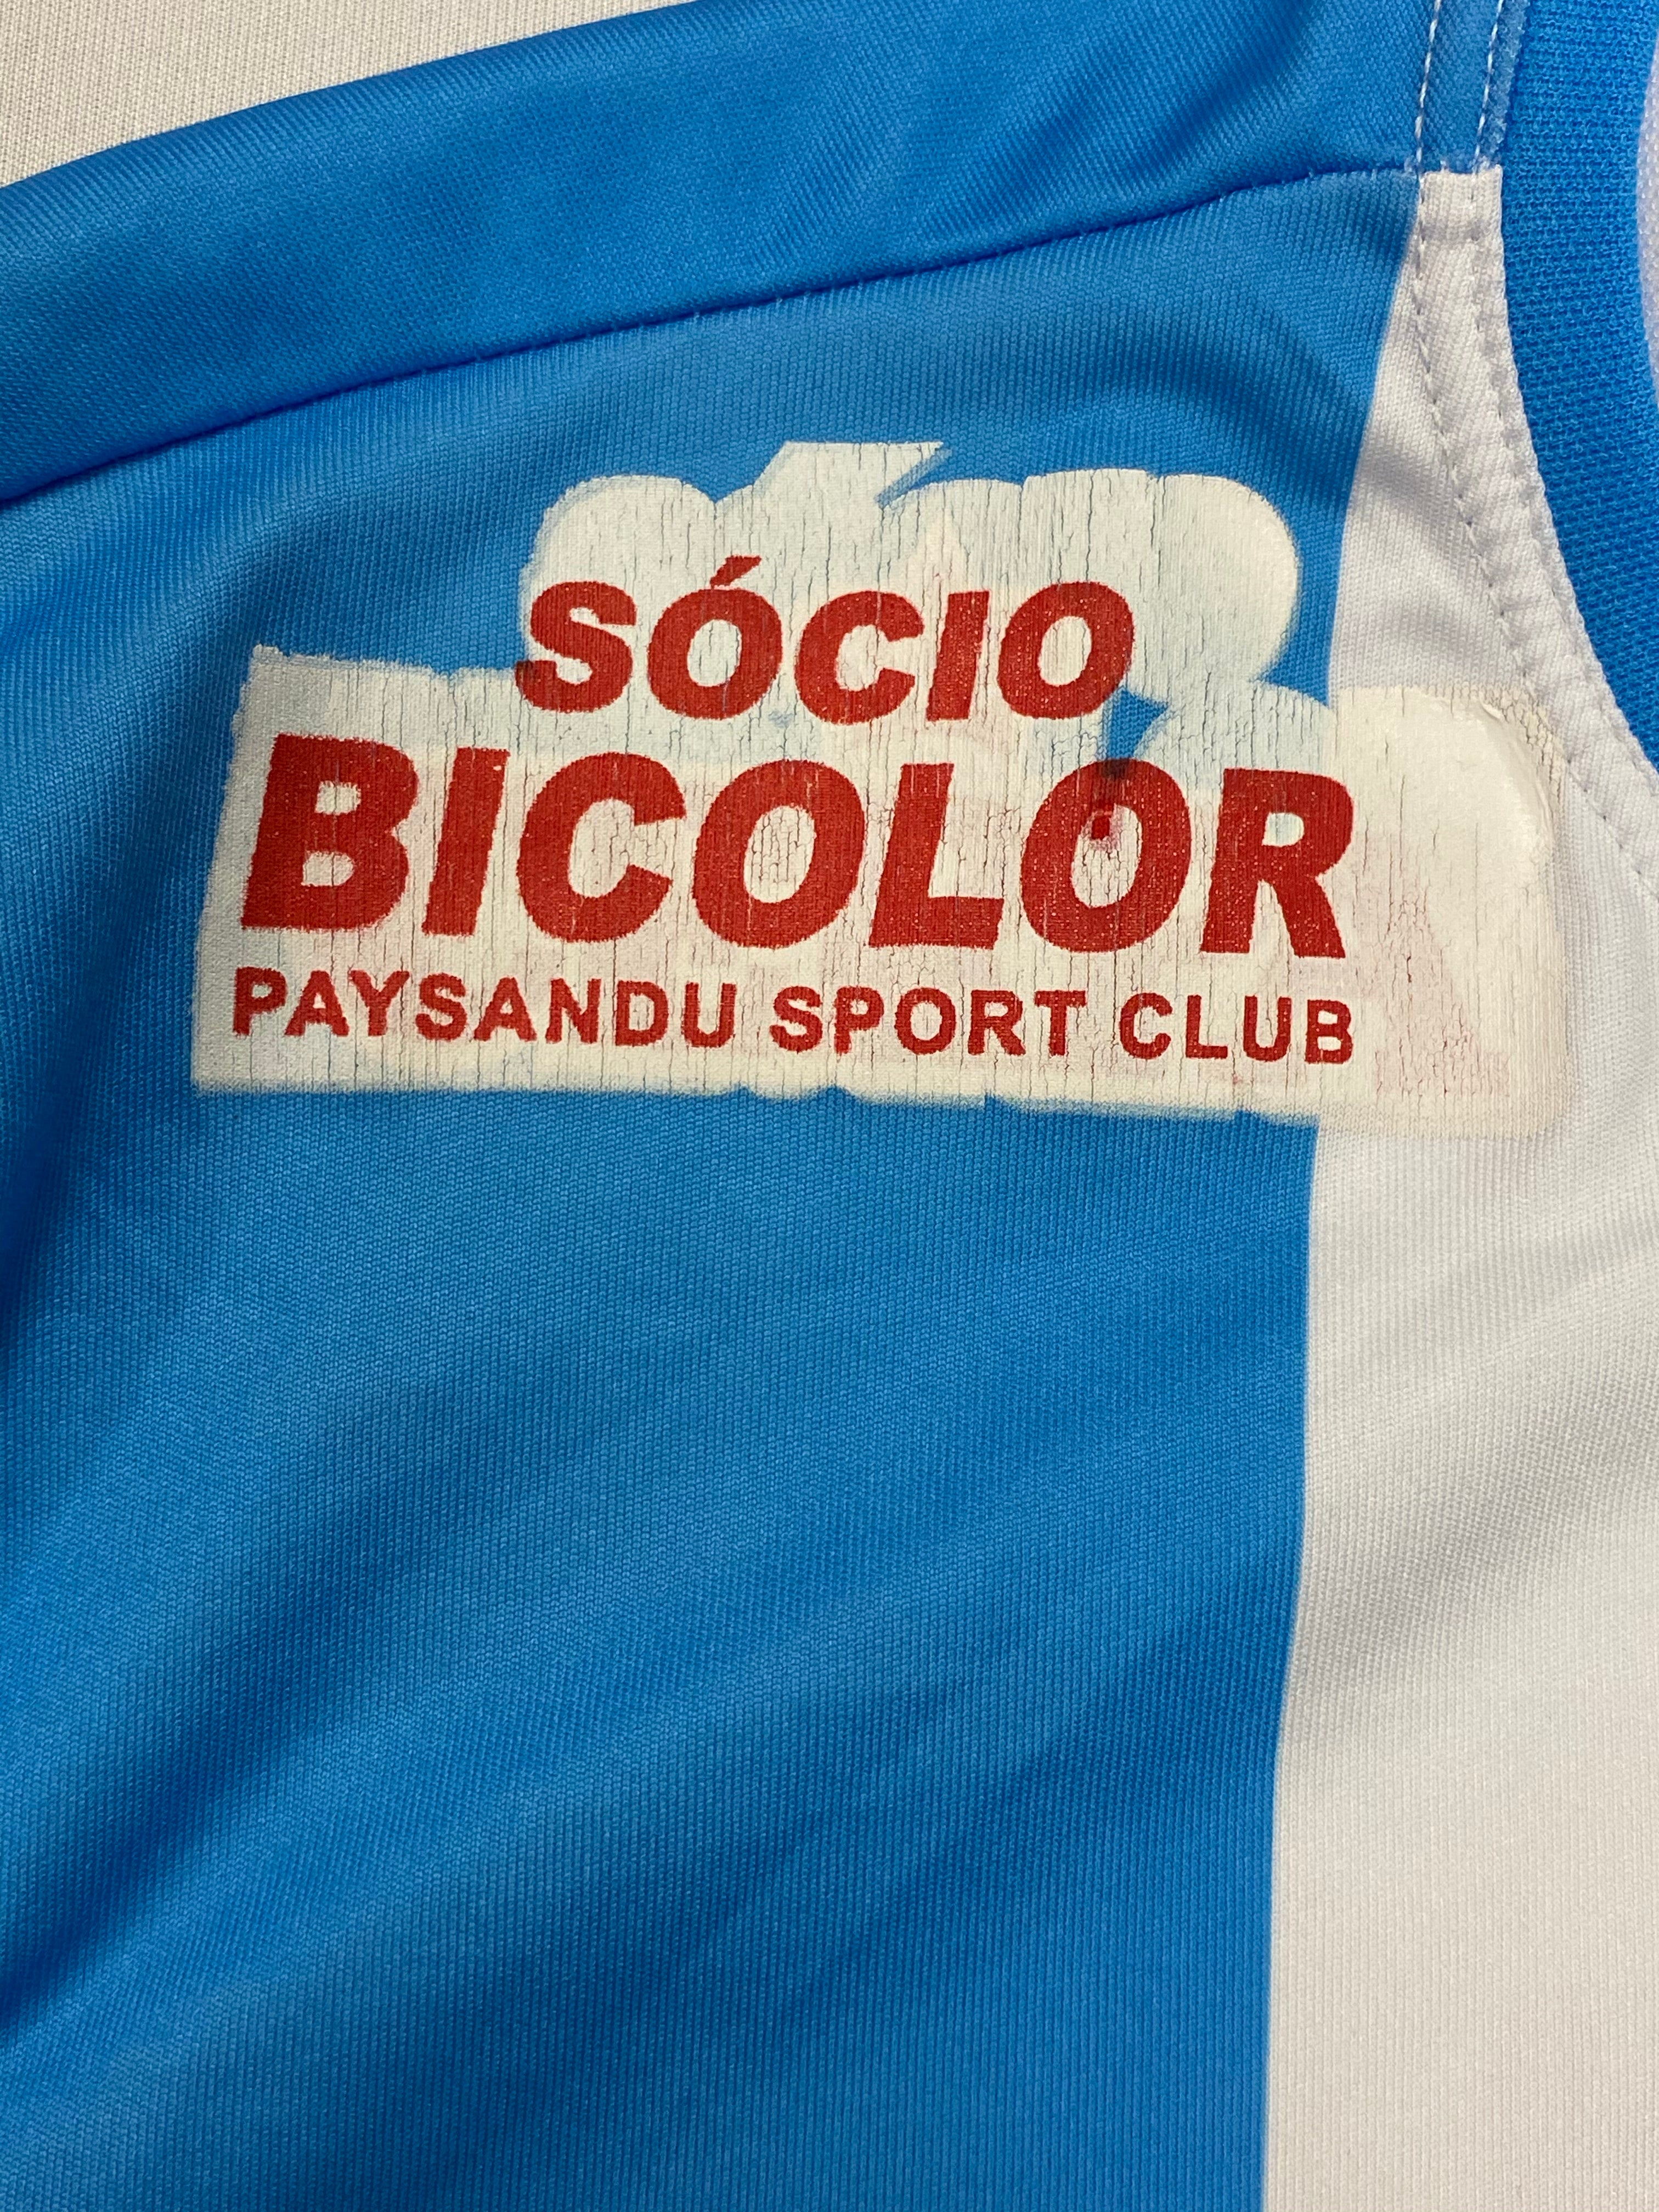 SÓCIO
BICOLOR
PAYSANDU SPORT CLUB